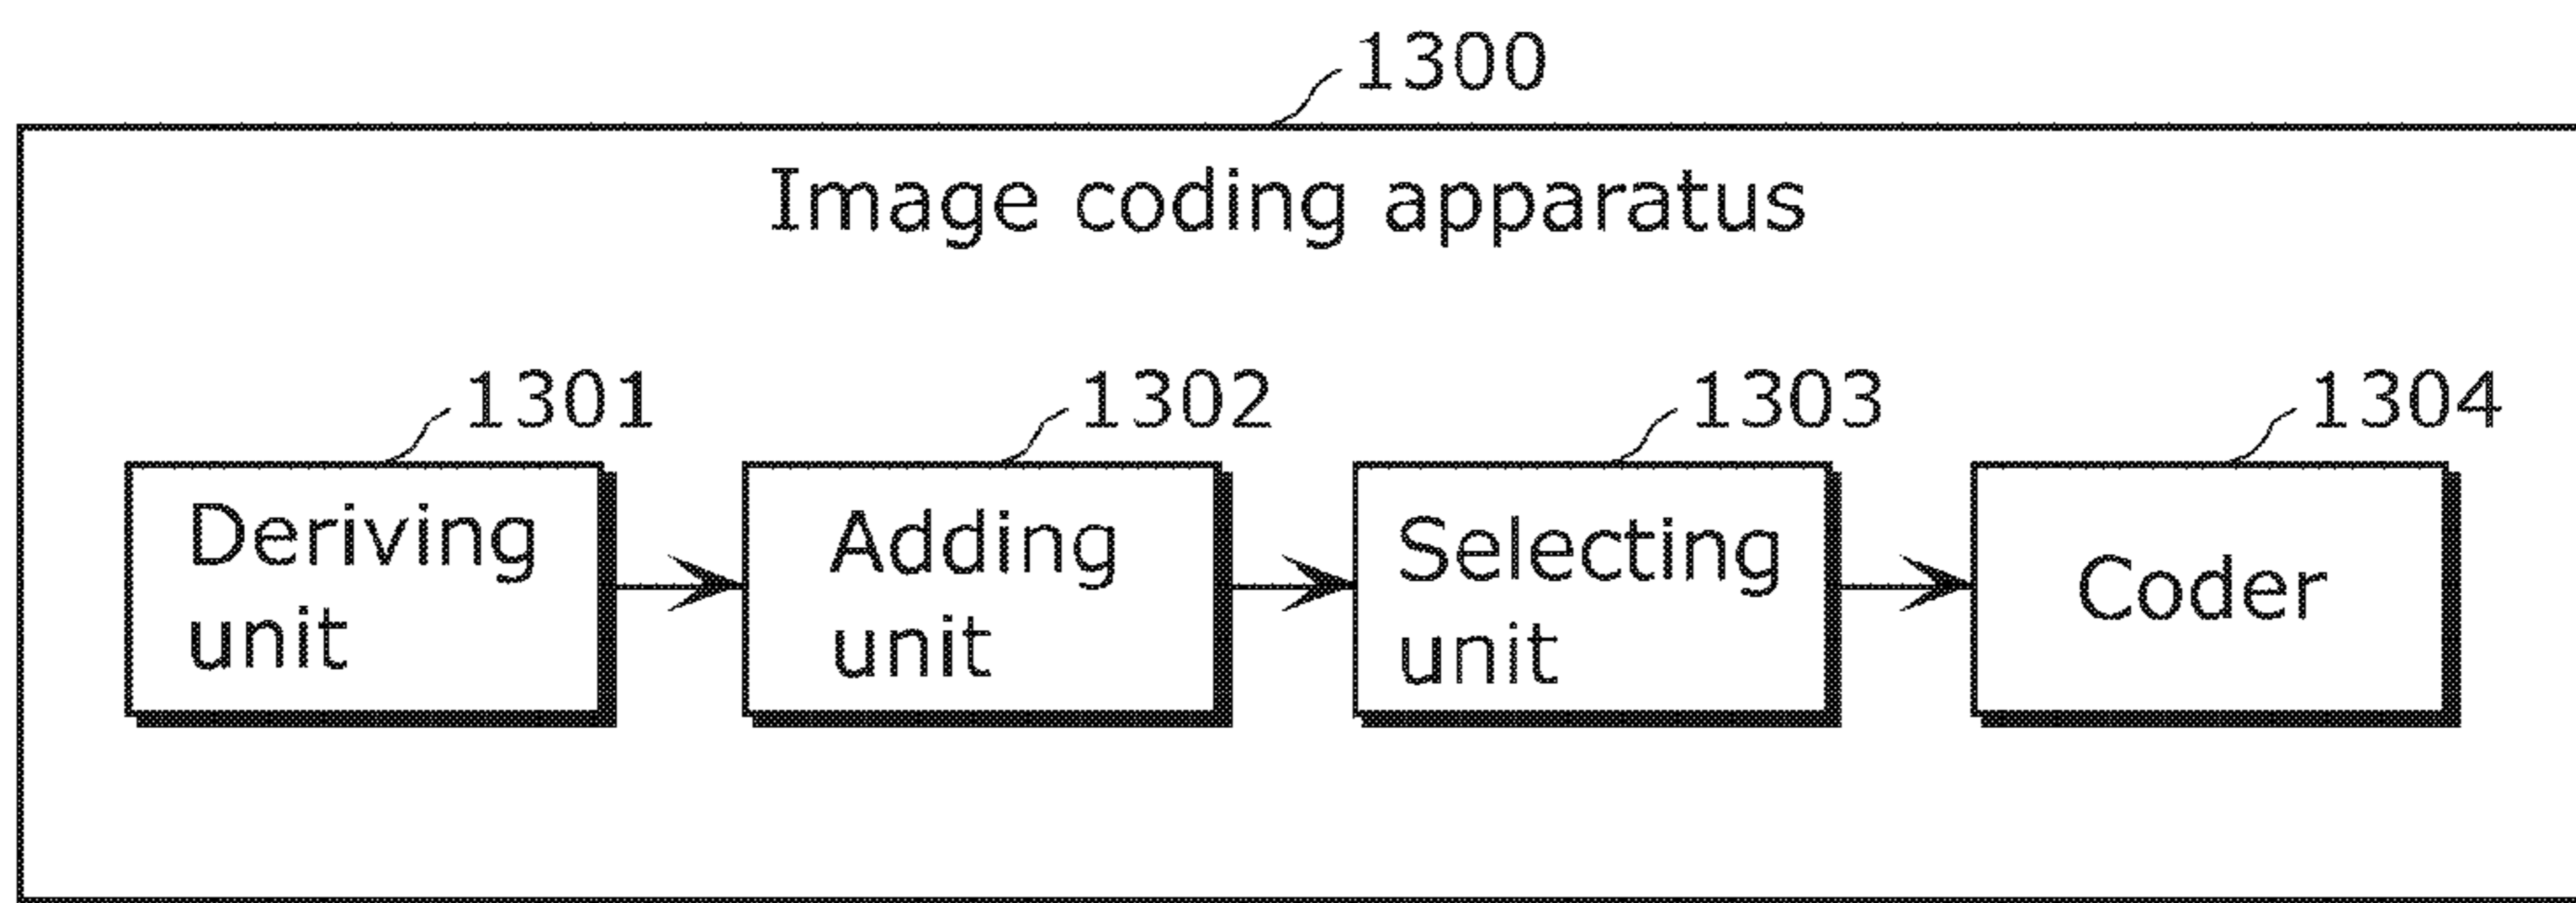 1300
Image coding apparatus
1301
1302
1303
1304
Deriving
unit
Adding
unit
Selecting
unit
Coder